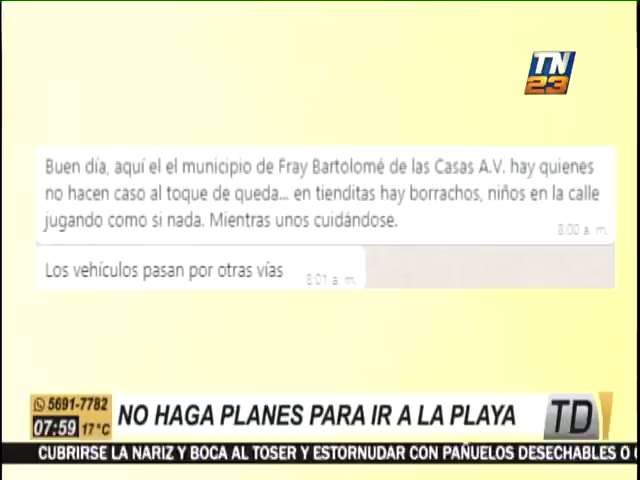 TN
23
Buen día, aquí el el municipio de Fray Bartolomé de las Casas A.V. hay quienes
no hacen caso al toque de queda... en tienditas hay borrachos, niños en la calle
jugando como si nada. Mientras unos cuidándose.
8:00 a. m.
Los vehículos pasan por otras vías
8:01 a. m.
5691-7782
07:59 17°C
NO HAGA PLANES PARA IR A LA PLAYA
TD
CUBRIRSE LA NARIZ Y BOCA AL TOSER Y ESTORNUDAR CON PAÑUELOS DESECHABLES O